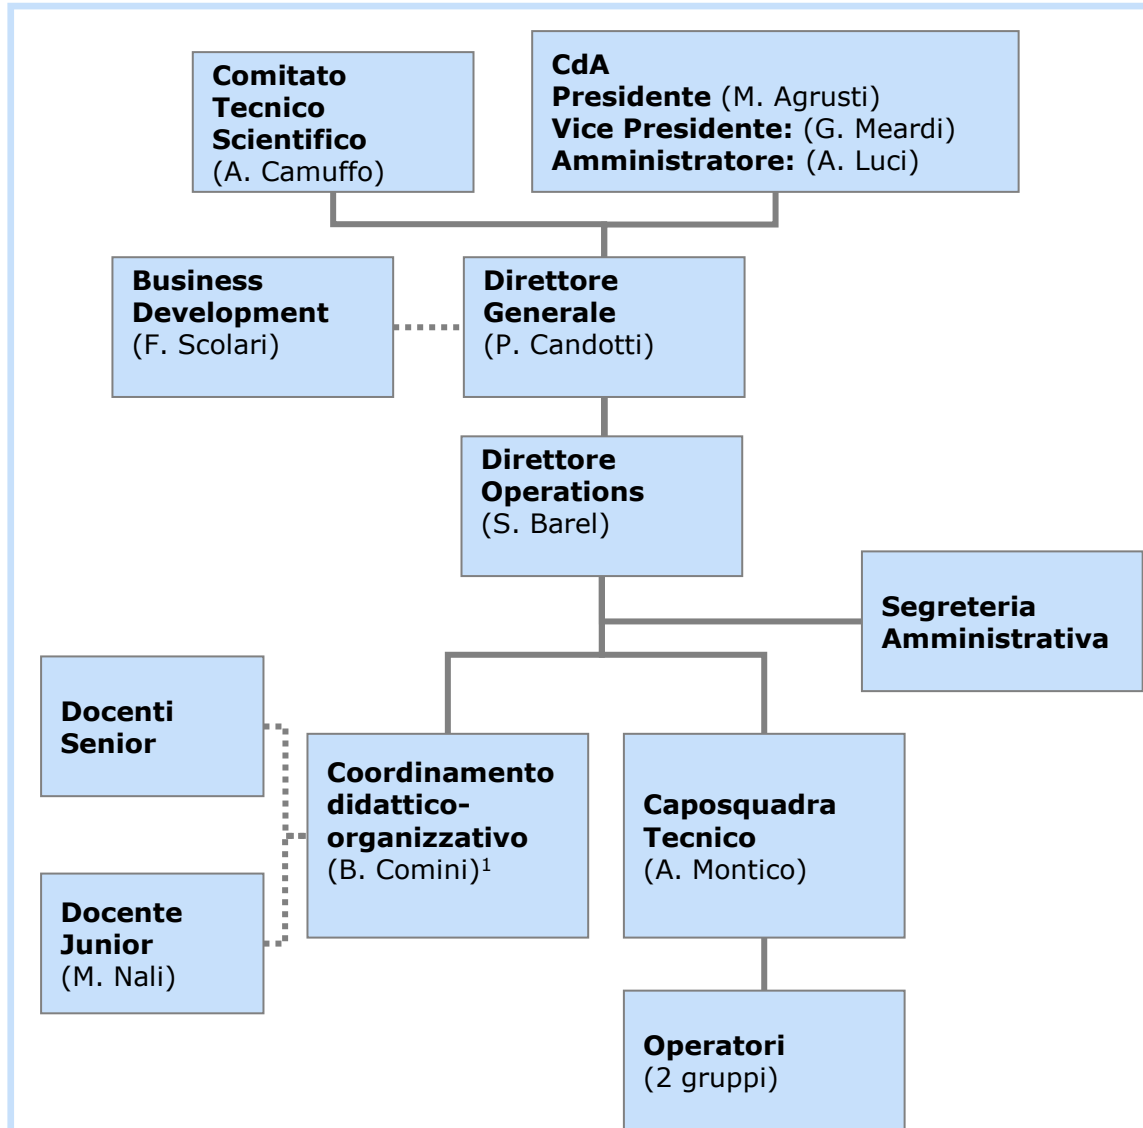 Comitato
Tecnico
Scientifico
(A. Camuffo)
CdA
Presidente (M. Agrusti)
Vice Presidente: (G. Meardi)
Amministratore: (A. Luci)
Business
Development
(F. Scolari)
Direttore
Generale
(P. Candotti)
Direttore
Operations
(S. Barel)
Segreteria
Amministrativa
Docenti
Senior
Coordinamento
didattico-
organizzativo
(B. Comini)¹
Caposquadra
Tecnico
(A. Montico)
Docente
Junior
(M. Nali)
Operatori
(2 gruppi)